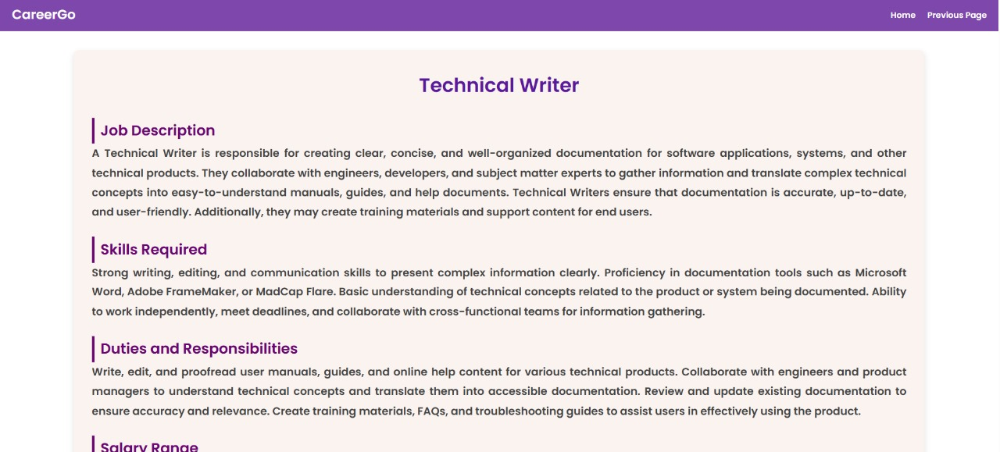 CareerGo
Home Previous Page
Technical Writer
Job Description
A Technical Writer is responsible for creating clear, concise, and well-organized documentation for software applications, systems, and other
technical products. They collaborate with engineers, developers, and subject matter experts to gather information and translate complex technical
concepts into easy-to-understand manuals, guides, and help documents. Technical Writers ensure that documentation is accurate, up-to-date,
and user-friendly. Additionally, they may create training materials and support content for end users.
Skills Required
Strong writing, editing, and communication skills to present complex information clearly. Proficiency in documentation tools such as Microsoft
Word, Adobe FrameMaker, or MadCap Flare. Basic understanding of technical concepts related to the product or system being documented. Ability
to work independently, meet deadlines, and collaborate with cross-functional teams for information gathering.
Duties and Responsibilities
Write, edit, and proofread user manuals, guides, and online help content for various technical products. Collaborate with engineers and product
managers to understand technical concepts and translate them into accessible documentation. Review and update existing documentation to
ensure accuracy and relevance. Create training materials, FAQs, and troubleshooting guides to assist users in effectively using the product.
Salary Range